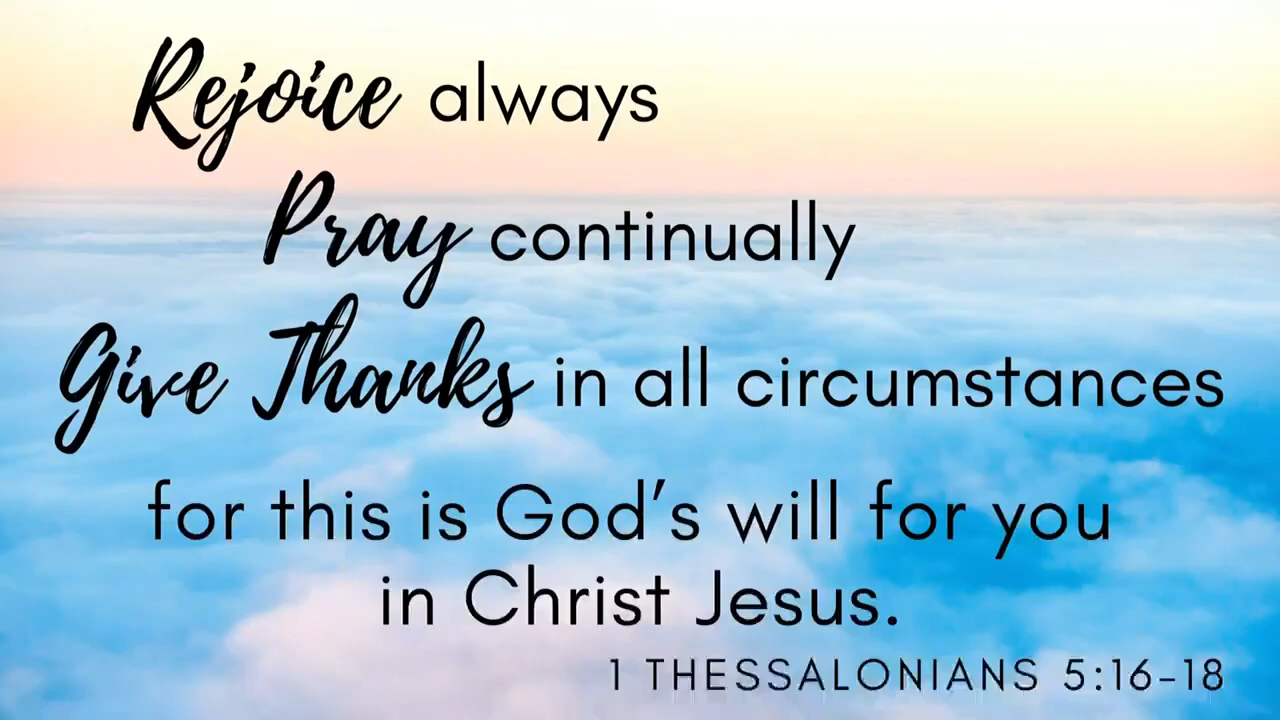 Rejoice always
Pray continually
Give Thanks in all circumstances
for this is God's will for you
in Christ Jesus.
1 THESSALONIANS 5:16-18